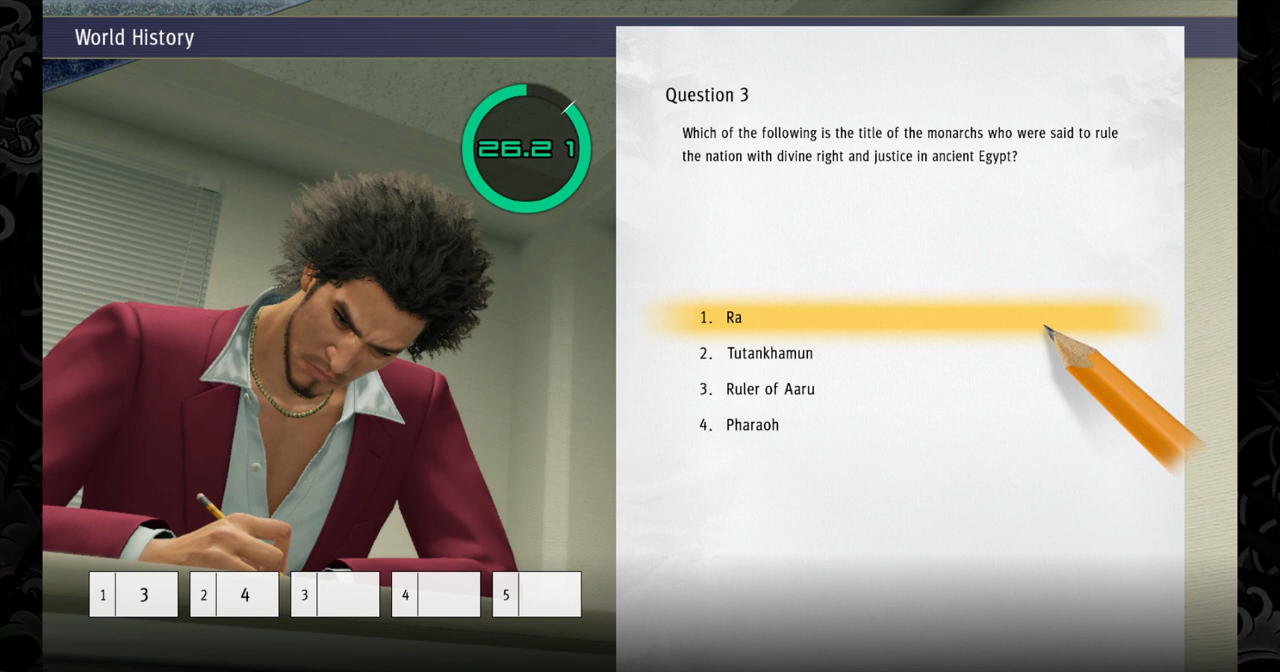 World History
26.21
Question 3
Which of the following is the title of the monarchs who were said to rule
the nation with divine right and justice in ancient Egypt?
1. Ra
2. Tutankhamun
3. Ruler of Aaru
4. Pharaoh
1 3 2 4 3 4 5